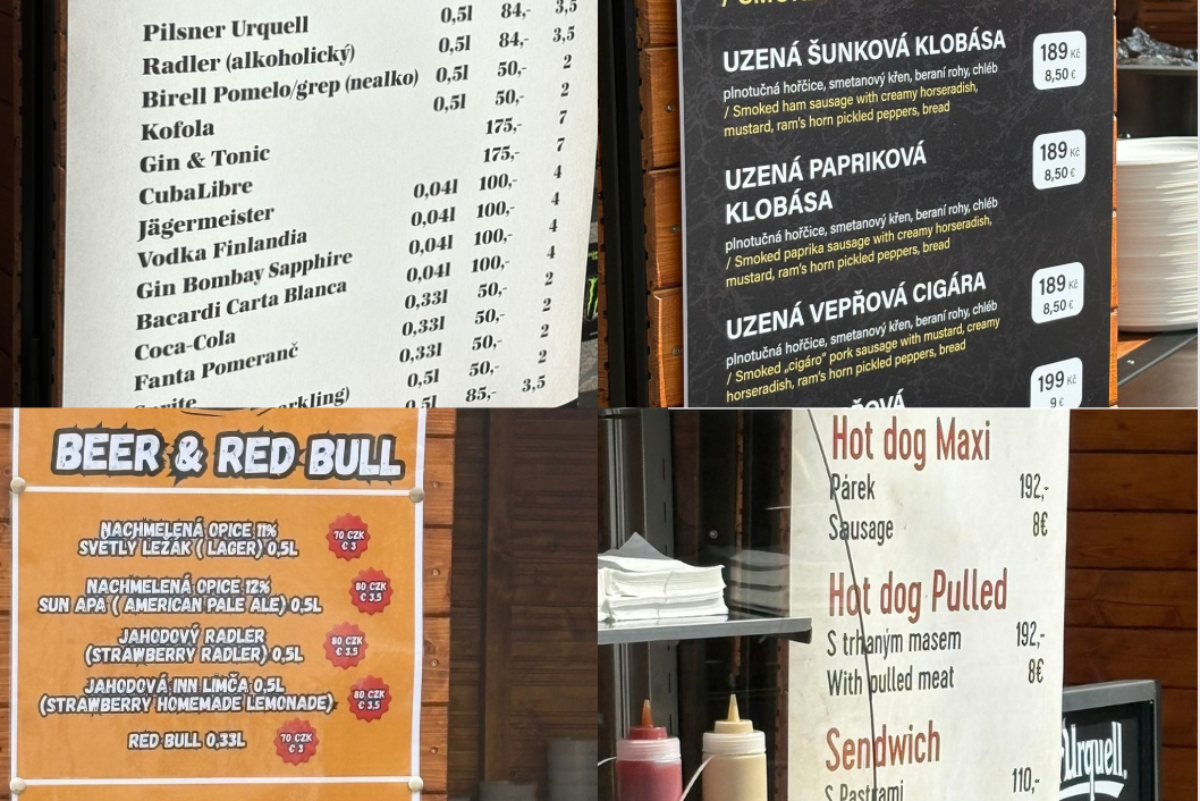 Pilsner Urquell 0,5l 84,- 3,5
Radler (alkoholický) 0,5l 84,- 3,5
Birell Pomelo/grep (nealko) 0,5l 50,- 2
Kofola 0,5l 50,- 2
Gin & Tonic 175,- 7
CubaLibre 175,- 7
Jägermeister 0,04l 100,- 4
Vodka Finlandia 0,04l 100,- 4
Gin Bombay Sapphire 0,04l 100,- 4
Bacardi Carta Blanca 0,04l 100,- 4
Coca-Cola 0,33l 50,- 2
Fanta Pomeranč 0,33l 50,- 2
Sprite 0,33l 50,- 2
0,5l 50,- 2
0,5l 85,- 3,5
UZENÁ ŠUNKOVÁ KLOBÁSA 189 Kč
plnotučná hořčice, smetanový křen, beraní rohy, chléb 8,50 €
/ Smoked ham sausage with creamy horseradish,
mustard, ram's horn pickled peppers, bread
UZENÁ PAPRIKOVÁ 189 Kč
KLOBÁSA 8,50 €
plnotučná hořčice, smetanový křen, beraní rohy, chléb
/ Smoked paprika sausage with creamy horseradish,
mustard, ram's horn pickled peppers, bread
UZENÁ VEPŘOVÁ CIGÁRA 189 Kč
plnotučná hořčice, smetanový křen, beraní rohy, chléb 8,50 €
/ Smoked „cigáro" pork sausage with mustard, creamy
horseradish, ram's horn pickled peppers, bread
199 Kč
9 €
BEER & RED BULL
NACHMELENÁ OPICE 11% 70 CZK
SVĚTLÝ LEŽÁK ( LAGER) 0,5L € 3
NACHMELENÁ OPICE 12% 80 CZK
SUN APA ( AMERICAN PALE ALE) 0,5L € 3.5
JAHODOVÝ RADLER 80 CZK
(STRAWBERRY RADLER) 0,5L € 3.5
JAHODOVÁ INN LIMČA 0,5L 80 CZK
(STRAWBERRY HOMEMADE LEMONADE) € 3.5
RED BULL 0,33L 70 CZK
€ 3
Hot dog Maxi
Párek 192,-
Sausage 8€
Hot dog Pulled
S trhaným masem 192,-
With pulled meat 8€
Sendwich
S Pastrami 110,-
Urquell